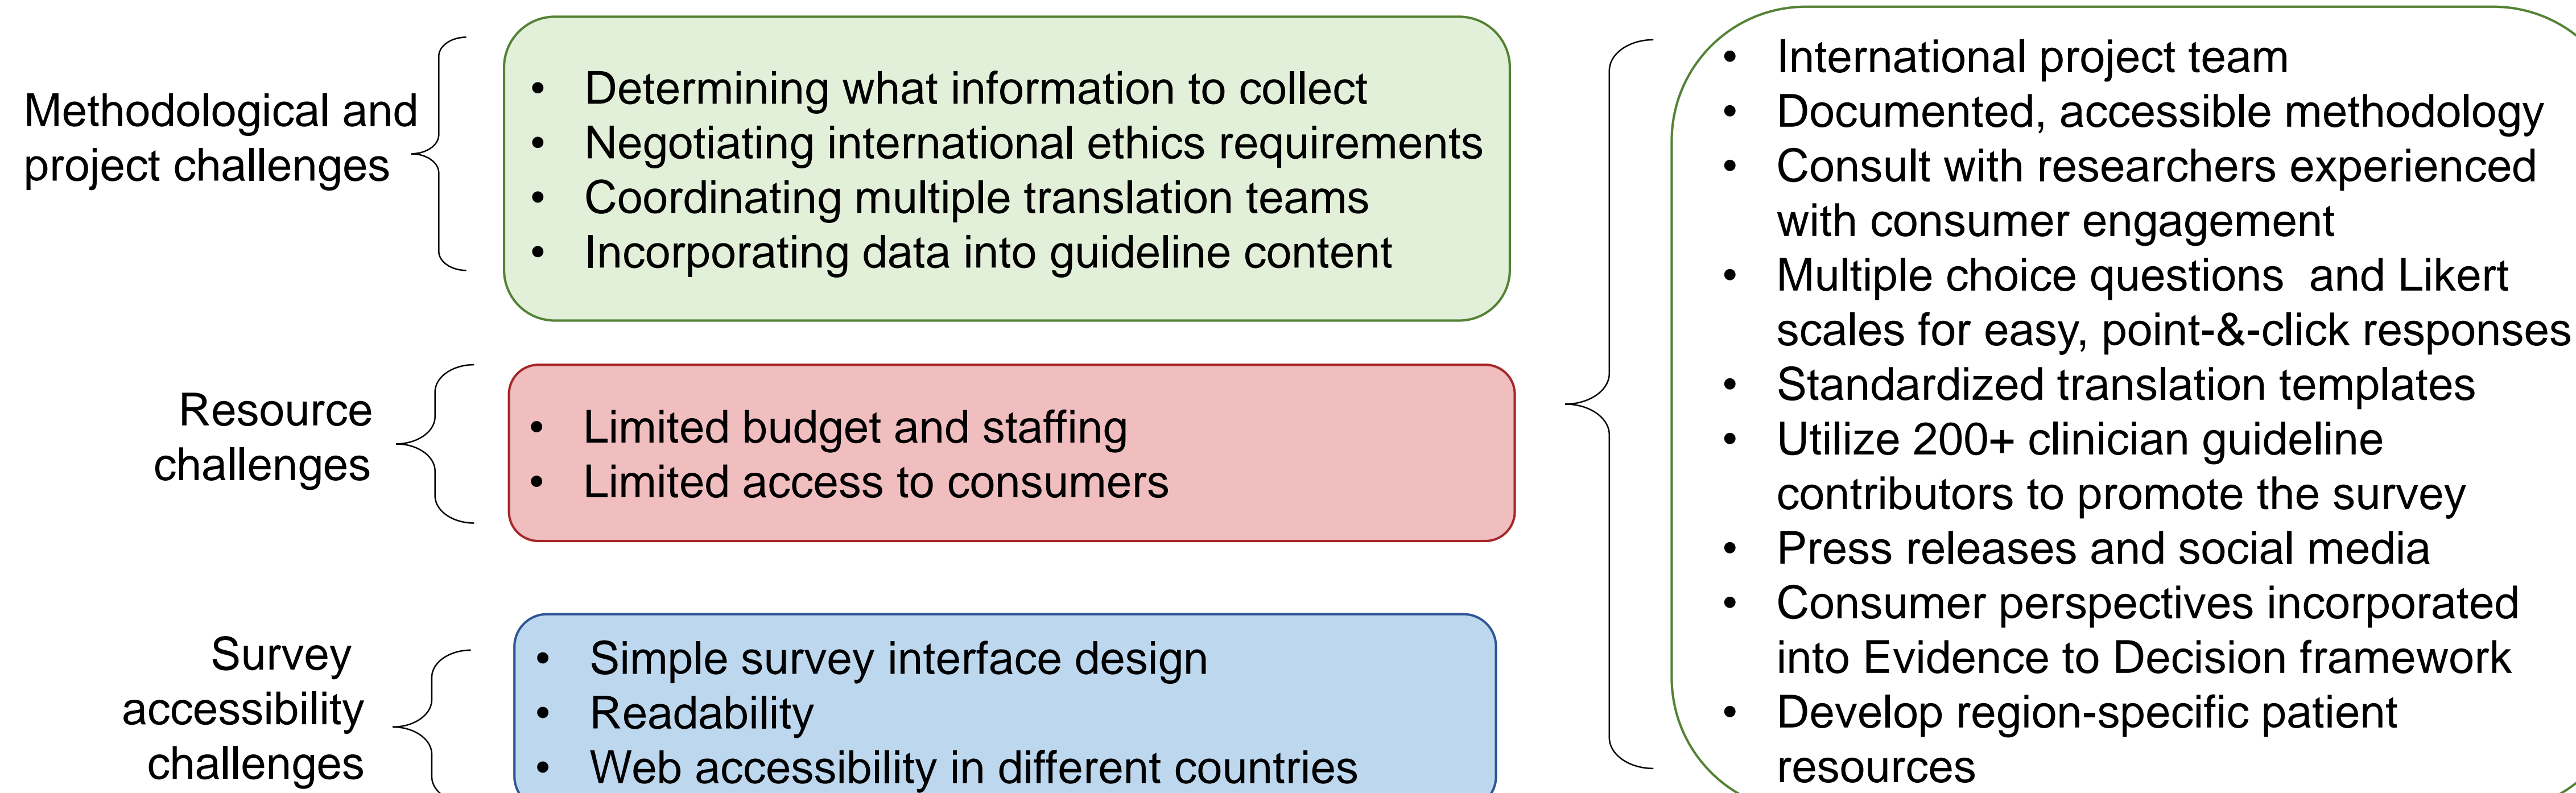 Methodological and
project challenges
• Determining what information to collect
• Negotiating international ethics requirements
• Coordinating multiple translation teams
• Incorporating data into guideline content
Resource
challenges
• Limited budget and staffing
• Limited access to consumers
Survey
accessibility
challenges
• Simple survey interface design
• Readability
• Web accessibility in different countries
• International project team
• Documented, accessible methodology
• Consult with researchers experienced
with consumer engagement
• Multiple choice questions  and Likert
scales for easy, point-&-click responses
• Standardized translation templates
• Utilize 200+ clinician guideline
contributors to promote the survey
• Press releases and social media
• Consumer perspectives incorporated
into Evidence to Decision framework
• Develop region-specific patient
resources